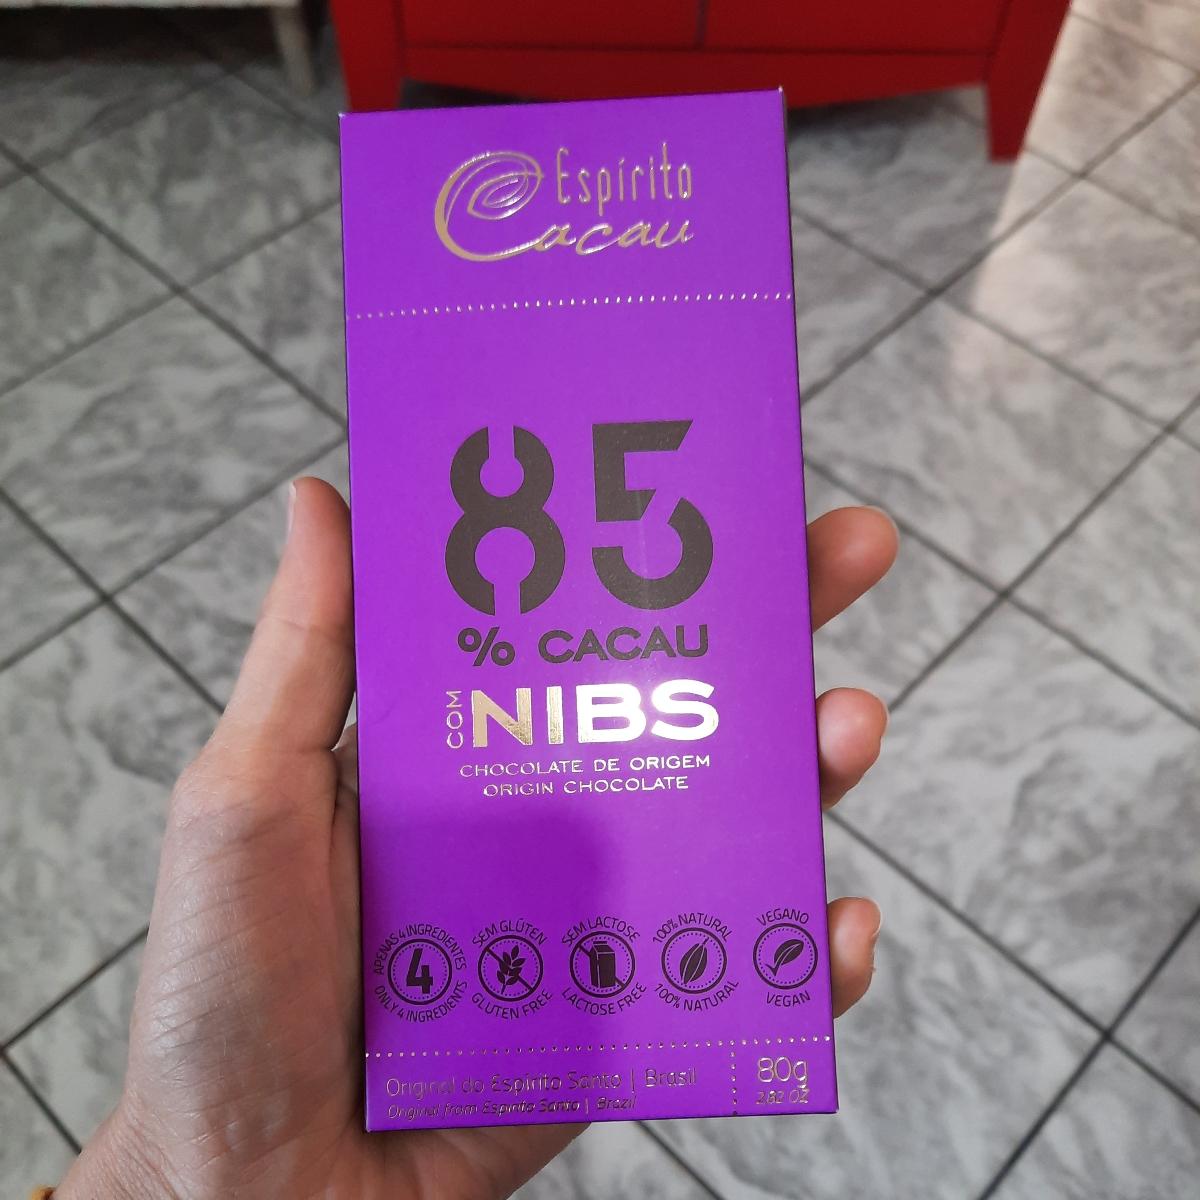 Espírito
Cacau
85
% CACAU
COM NIBS
CHOCOLATE DE ORIGEM
ORIGIN CHOCOLATE
APENAS 4 INGREDIENTES
4
ONLY 4 INGREDIENTS
SEM GLÚTEN
GLUTEN FREE
SEM LACTOSE
LACTOSE FREE
100% NATURAL
100% NATURAL
VEGANO
VEGAN
Original do Espírito Santo | Brasil
Original from Espírito Santo | Brazil
80g
2.82 OZ